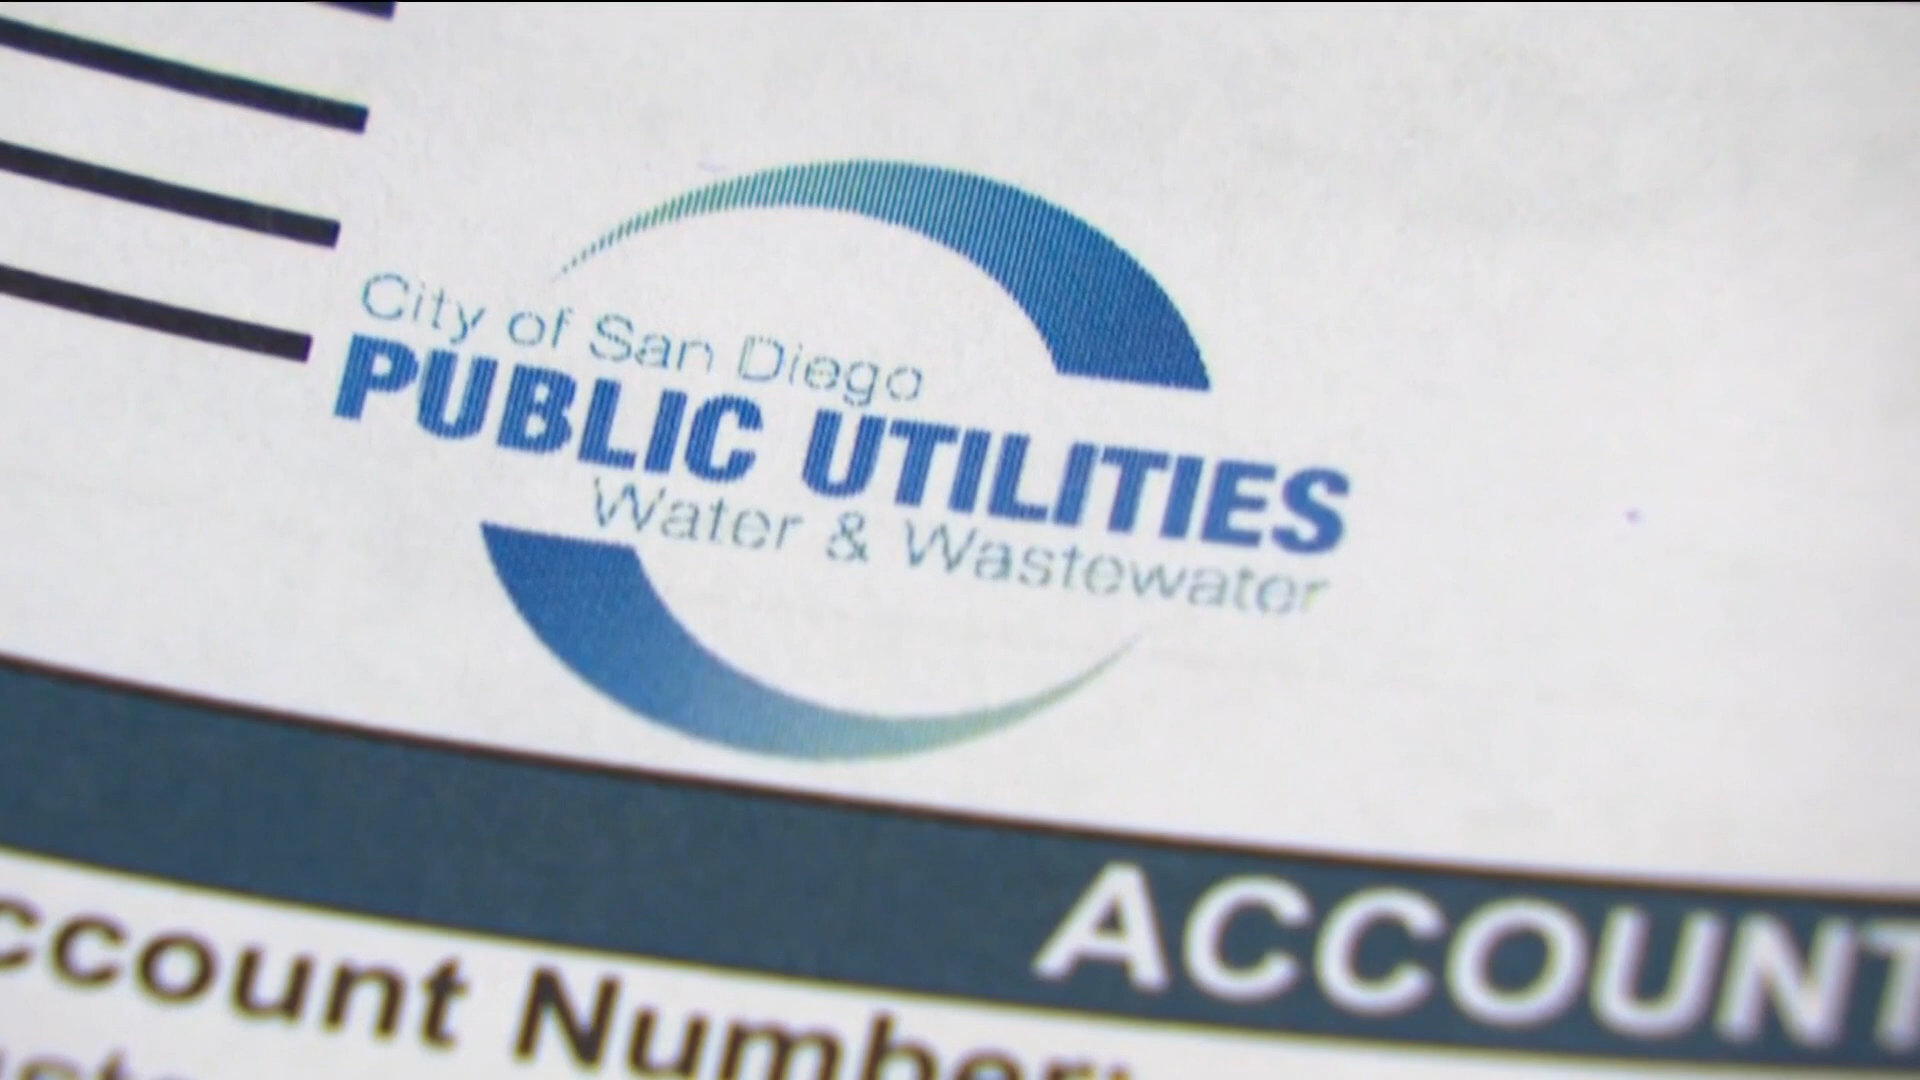 City of San Diego
PUBLIC UTILITIES
Water & Wastewater
ACCOUNT
ccount Number: